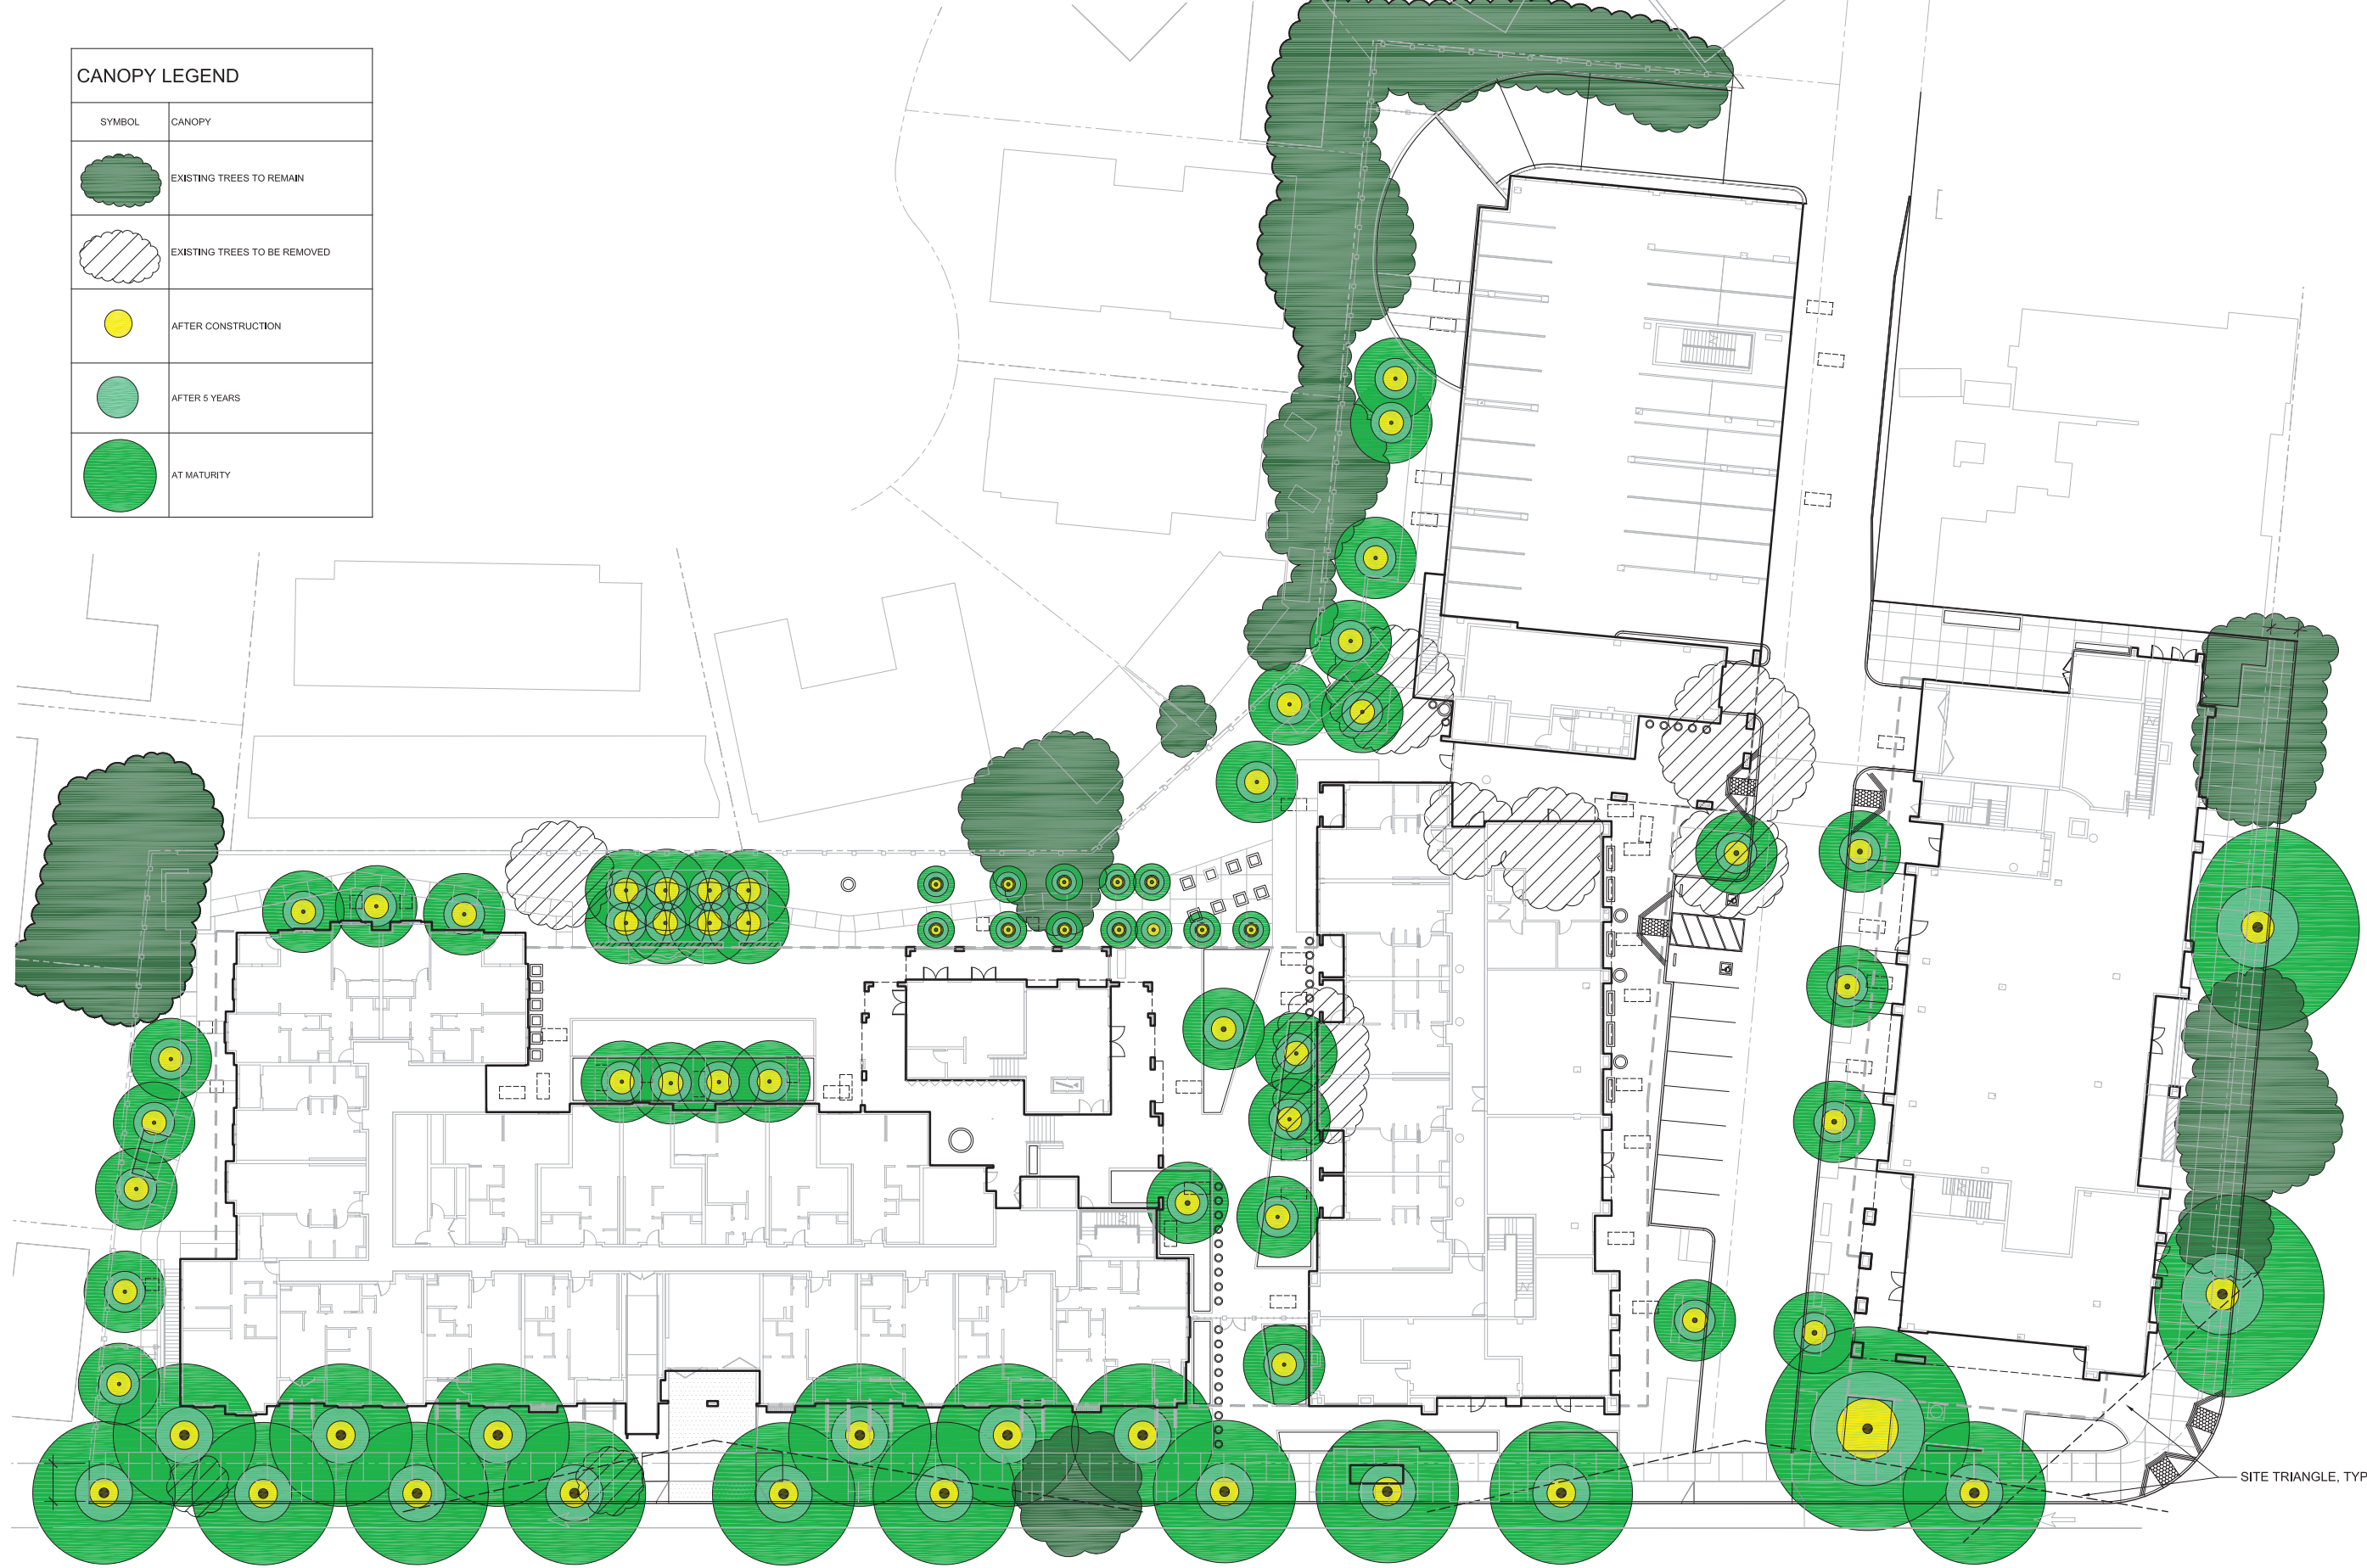 CANOPY LEGEND
SYMBOL CANOPY
EXISTING TREES TO REMAIN
EXISTING TREES TO BE REMOVED
AFTER CONSTRUCTION
AFTER 5 YEARS
AT MATURITY
SITE TRIANGLE, TYP